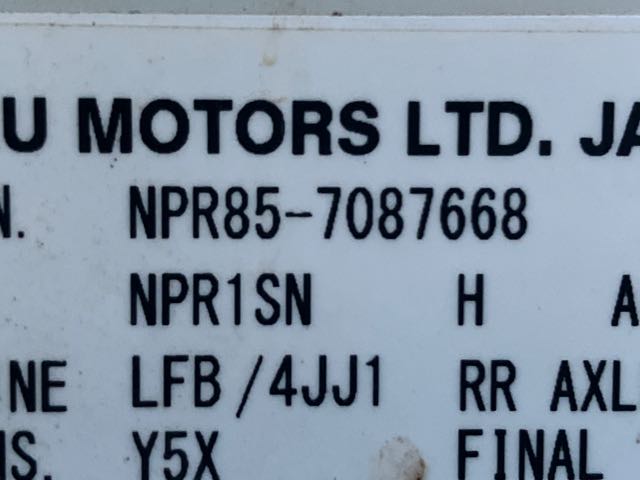 U MOTORS LTD. JA
N. NPR85-7087668
NPR1SN H A
NE LFB/4JJ1 RR AXL
S. Y5X FINAL